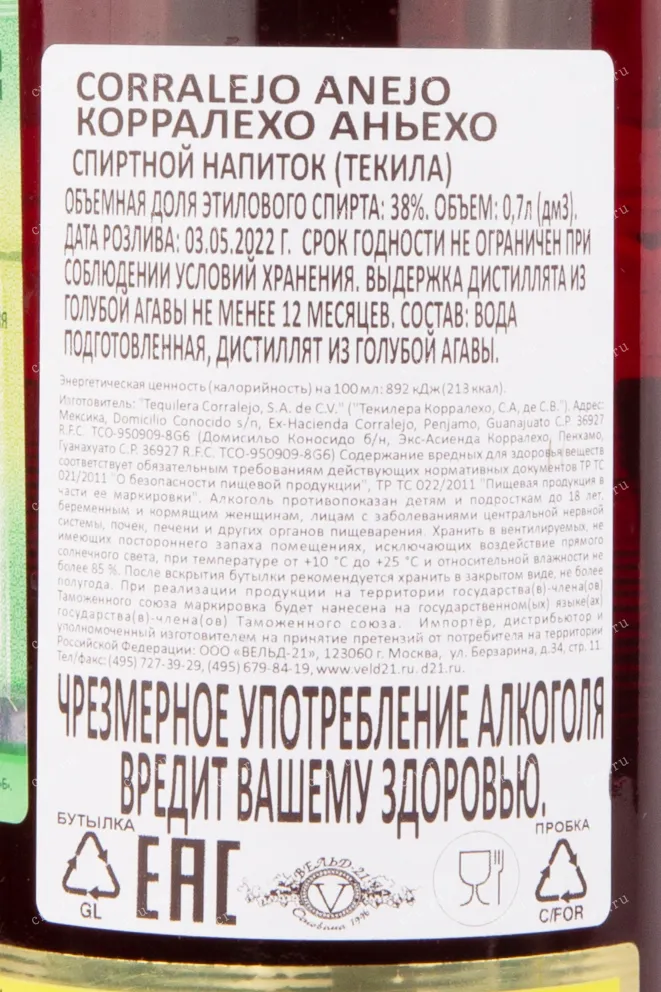 CORRALEJO ANEJO
КОРРАЛЕХО АНЬЕХО
СПИРТНОЙ НАПИТОК (ТЕКИЛА)
ОБЪЕМНАЯ ДОЛЯ ЭТИЛОВОГО СПИРТА: 38%. ОБЪЕМ: 0,7л (дм3).
ДАТА РОЗЛИВА: 03.05.2022 Г. СРОК ГОДНОСТИ НЕ ОГРАНИЧЕН ПРИ
СОБЛЮДЕНИИ УСЛОВИЙ ХРАНЕНИЯ. ВЫДЕРЖКА ДИСТИЛЛЯТА ИЗ
ГОЛУБОЙ АГАВЫ НЕ МЕНЕЕ 12 МЕСЯЦЕВ. СОСТАВ: ВОДА
ПОДГОТОВЛЕННАЯ, ДИСТИЛЛЯТ ИЗ ГОЛУБОЙ АГАВЫ.
Энергетическая ценность (калорийность) на 100 мл: 892 кДж (213 ккал).
Изготовитель: "Tequilera Corralejo, S.A. de C.V." ("Текилера Корралехо, С.А, де С.В."). Адрес:
Мексика, Domicilio Conocido s/n, Ex-Hacienda Corralejo, Penjamo, Guanajuato C.P. 36927
R.F.C. TCO-950909-8G6 (Домисильо Коносидо б/н, Экс-Асиенда Корралехо, Пенхамо,
Гуанахуато С.Р. 36927 R.F.C. TCO-950909-8G6) Содержание вредных для здоровья веществ
соответствует обязательным требованиям действующих нормативных документов ТР ТС
021/2011 "О безопасности пищевой продукции", ТР ТС 022/2011 "Пищевая продукция в
части ее маркировки". Алкоголь противопоказан детям и подросткам до 18 лет,
беременным и кормящим женщинам, лицам с заболеваниями центральной нервной
системы, почек, печени и других органов пищеварения. Хранить в вентилируемых, не
имеющих постороннего запаха помещениях, исключающих воздействие прямого
солнечного света, при температуре от +10 °С до +25 °С и относительной влажности не
более 85 %. После вскрытия бутылки рекомендуется хранить в закрытом виде, не более
полугода. При реализации продукции на территории государства(в)-члена(ов)
Таможенного союза маркировка будет нанесена на государственном(ых) языке(ах)
государства(в)-члена(ов) Таможенного союза. Импортёр, дистрибьютор и
уполномоченный изготовителем на принятие претензий от потребителя на территории
Российской Федерации: ООО «ВЕЛЬД-21», 123060 г. Москва, ул. Берзарина, д.34, стр. 11.
Тел/факс: (495) 727-39-29, (495) 679-84-19, www.veld21.ru. d21.ru.
ЧРЕЗМЕРНОЕ УПОТРЕБЛЕНИЕ АЛКОГОЛЯ
ВРЕДИТ ВАШЕМУ ЗДОРОВЬЮ.
БУТЫЛКА
ПРОБКА
GL
EAC
ВЕЛЬД-21
V
Основана 1996
C/FOR